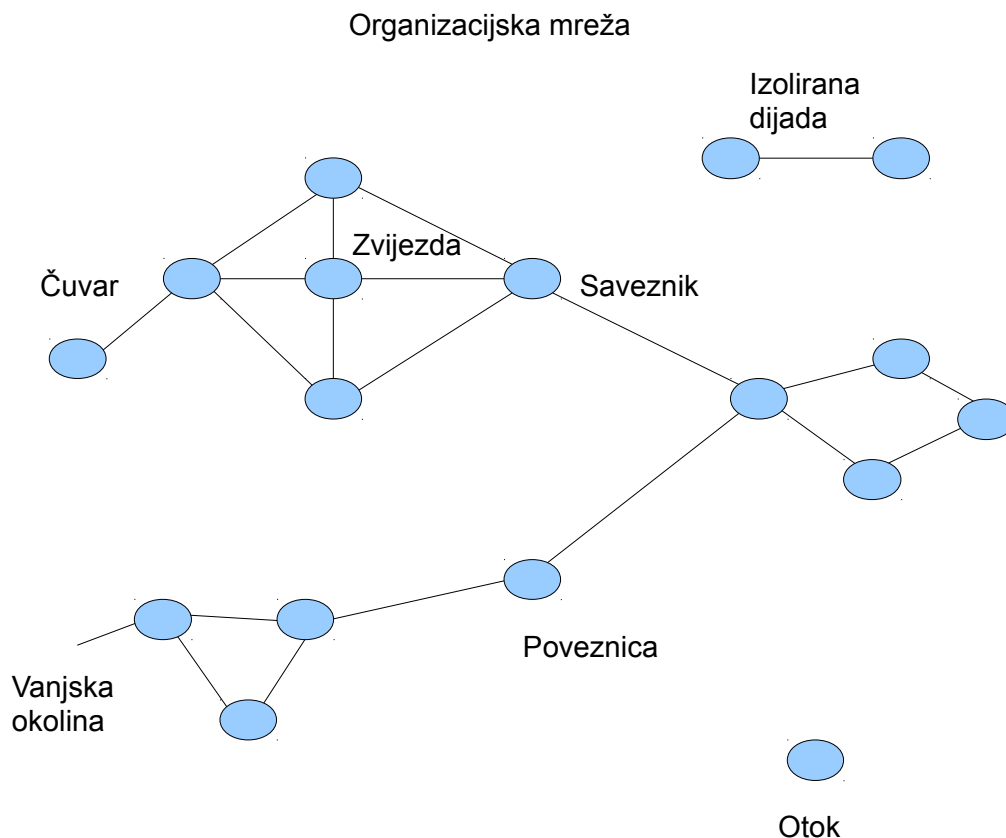 Organizacijska mreža
Izolirana
dijada
Zvijezda
Čuvar
Saveznik
Poveznica
Vanjska
okolina
Otok